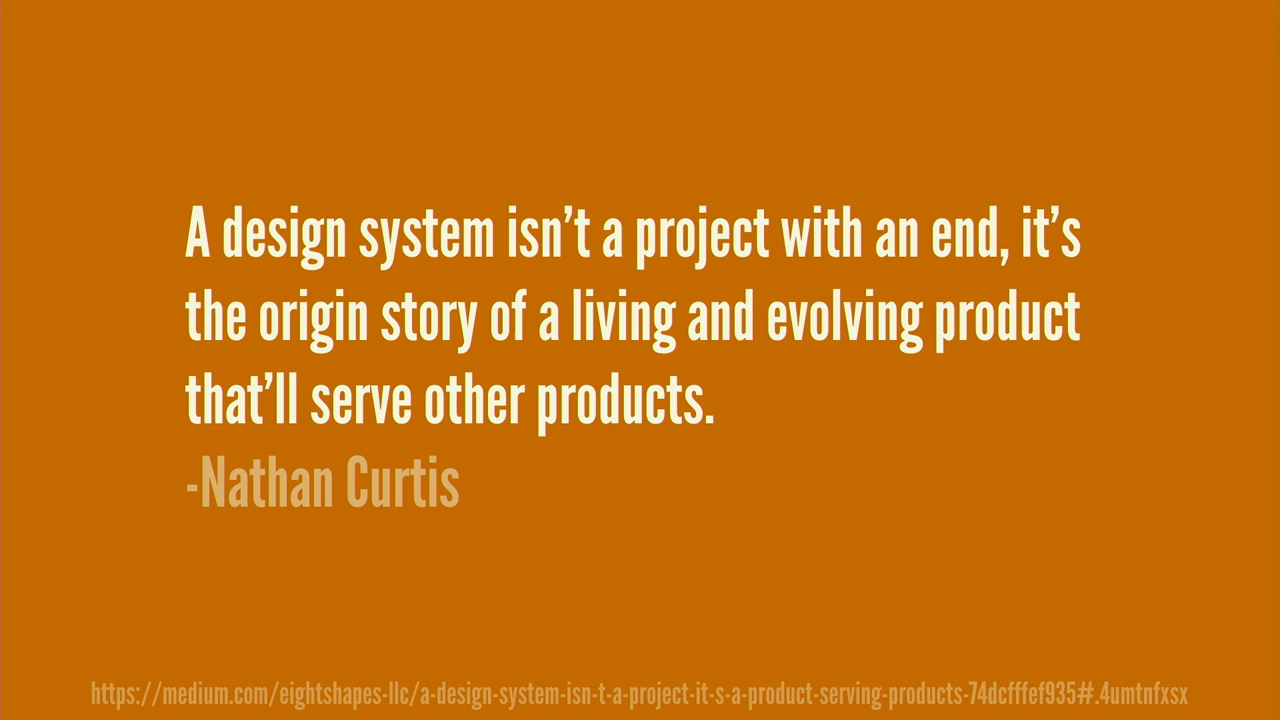 A design system isn’t a project with an end, it’s
the origin story of a living and evolving product
that’ll serve other products.
-Nathan Curtis
https://medium.com/eightshapes-llc/a-design-system-isn-t-a-project-it-s-a-product-serving-products-74dcfffef935#.4umtnfxsx